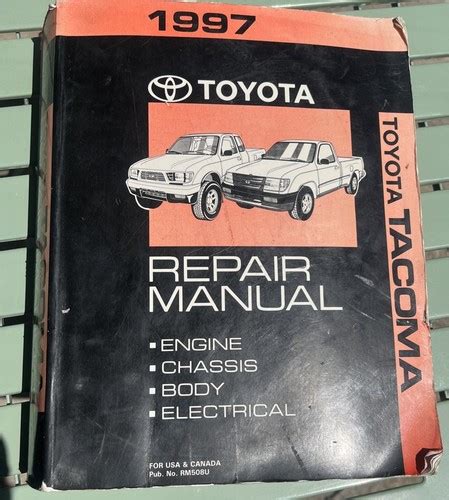 1997
TOYOTA
TOYOTA TACOMA
REPAIR
MANUAL
▪ ENGINE
▪ CHASSIS
▪ BODY
▪ ELECTRICAL
FOR USA & CANADA
Pub. No. RM508U